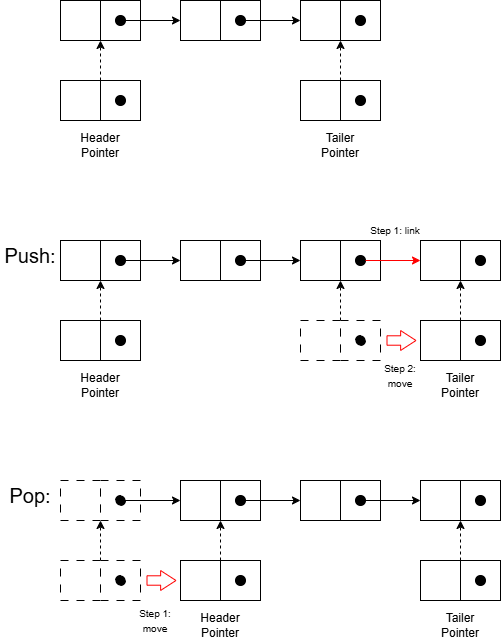 Header
Pointer
Tailer
Pointer
Step 1: link
Push:
Step 2:
move
Header
Pointer
Tailer
Pointer
Pop:
Step 1:
move
Header
Pointer
Tailer
Pointer